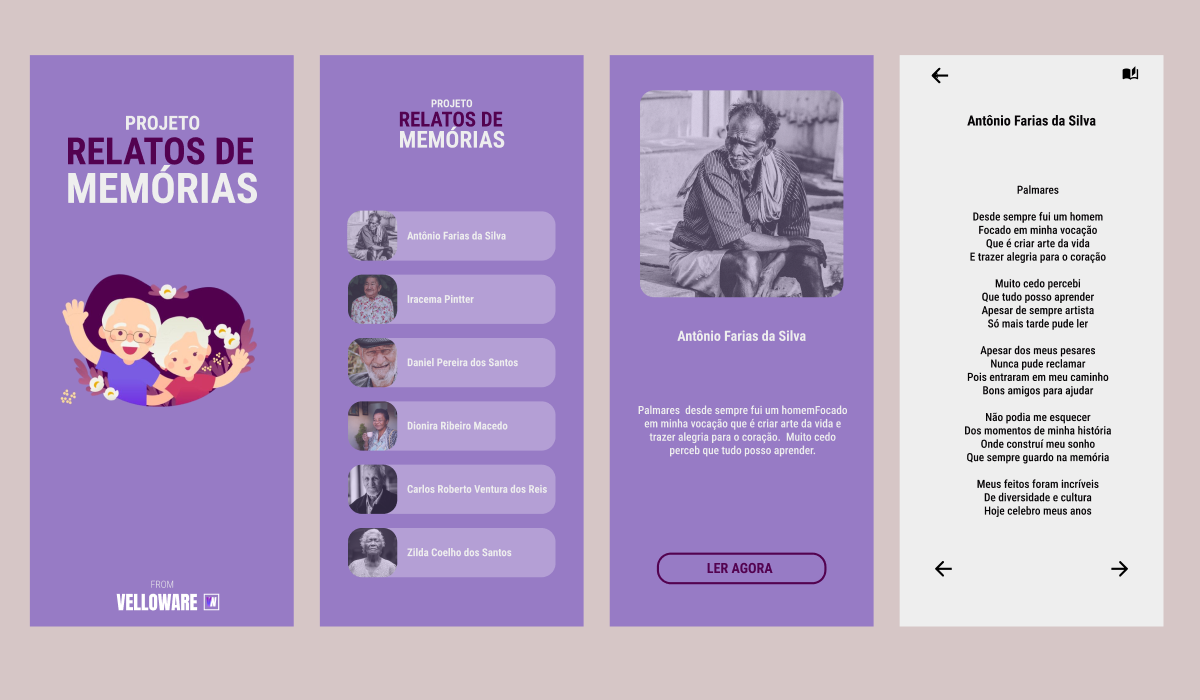 PROJETO
RELATOS DE
MEMÓRIAS
FROM
VELLOWARE
PROJETO
RELATOS DE
MEMÓRIAS
Antônio Farias da Silva
Iracema Pintter
Daniel Pereira dos Santos
Dionira Ribeiro Macedo
Carlos Roberto Ventura dos Reis
Zilda Coelho dos Santos
Antônio Farias da Silva
Palmares desde sempre fui um homemFocado
em minha vocação que é criar arte da vida e
trazer alegria para o coração. Muito cedo
perceb que tudo posso aprender.
LER AGORA
Antônio Farias da Silva
Palmares
Desde sempre fui um homem
Focado em minha vocação
Que é criar arte da vida
E trazer alegria para o coração
Muito cedo percebi
Que tudo posso aprender
Apesar de sempre artista
Só mais tarde pude ler
Apesar dos meus pesares
Nunca pude reclamar
Pois entraram em meu caminho
Bons amigos para ajudar
Não podia me esquecer
Dos momentos de minha história
Onde construí meu sonho
Que sempre guardo na memória
Meus feitos foram incríveis
De diversidade e cultura
Hoje celebro meus anos